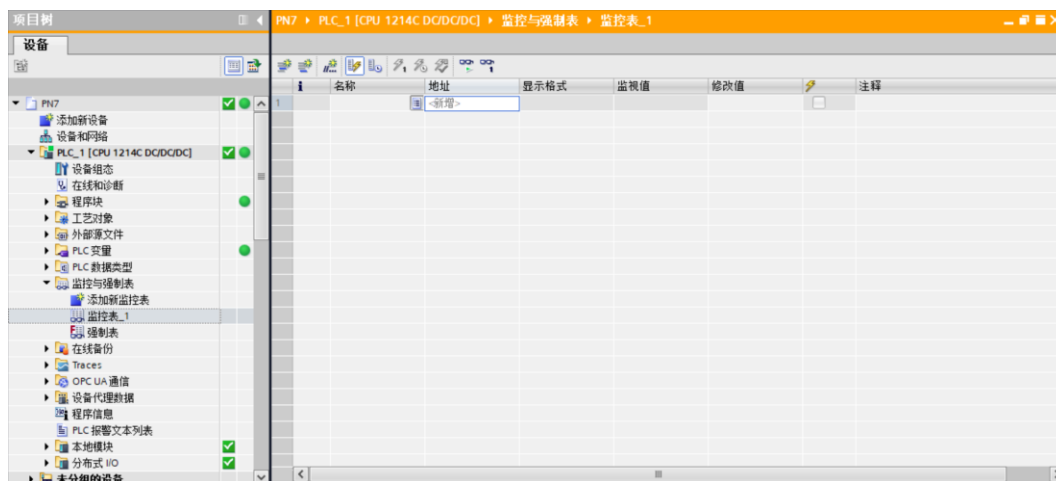 项目树
PN7 ▸ PLC_1 [CPU 1214C DC/DC/DC] ▸ 监控与强制表 ▸ 监控表_1
设备
i 名称 地址 显示格式 监视值 修改值 注释
1 <新增>
PN7
添加新设备
设备和网络
PLC_1 [CPU 1214C DC/DC/DC]
设备组态
在线和诊断
程序块
工艺对象
外部源文件
PLC 变量
PLC 数据类型
监控与强制表
添加新监控表
监控表_1
强制表
在线备份
Traces
OPC UA 通信
设备代理数据
程序信息
PLC 报警文本列表
本地模块
分布式 I/O
未分组的设备